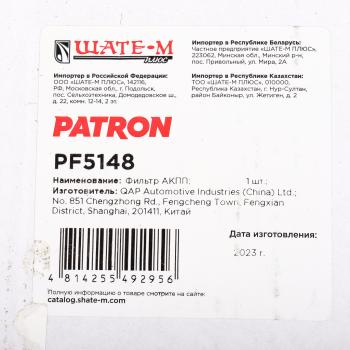 ШАТЕ-М
ПЛЮС
Импортер в Российской Федерации:
ООО «ШАТЕ-М ПЛЮС», 142116,
РФ, Московская обл., г. Подольск,
пос. Сельхозтехника, Домодедовское ш.,
д. 22, комн. 12-14, 2 эт.
Импортер в Республике Беларусь:
Частное предприятие «ШАТЕ-М ПЛЮС»,
223062, Минская обл., Минский р-н,
пос. Привольный, ул. Мира, 2А
Импортер в Республике Казахстан:
ТОО «ШАТЕ-М ПЛЮС», 010000,
Республика Казахстан, г. Нур-Султан,
район Байконыр, ул. Жетиген, д. 2
PATRON
PF5148
Наименование: Фильтр АКПП; 1 шт.;
Изготовитель: QAP Automotive Industries (China) Ltd.;
No. 851 Chengzhong Rd., Fengcheng Town, Fengxian
District, Shanghai, 201411, Китай
Дата изготовления:
2023 г.
4 814255 492956
Полную информацию о товаре смотрите на сайте:
catalog.shate-m.com